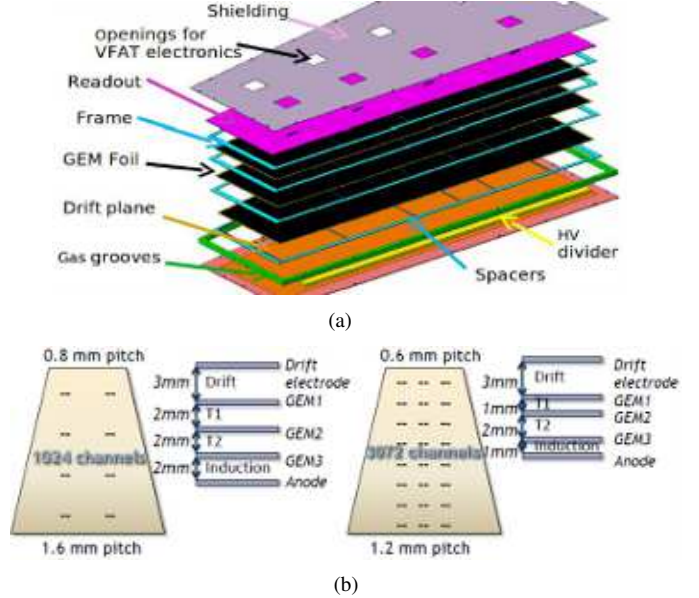 Shielding
Openings for
VFAT electronics
Readout
Frame
GEM Foil
Drift plane
Gas grooves
HV
divider
Spacers
(a)
0.8 mm pitch
1024 channels
1.6 mm pitch
3mm Drift
2mm T1
2mm T2
2mm Induction
Drift
electrode
GEM1
GEM2
GEM3
Anode
0.6 mm pitch
3072 channels
1.2 mm pitch
3mm Drift
1mm T1
2mm T2
1mm Induction
Drift
electrode
GEM1
GEM2
GEM3
Anode
(b)